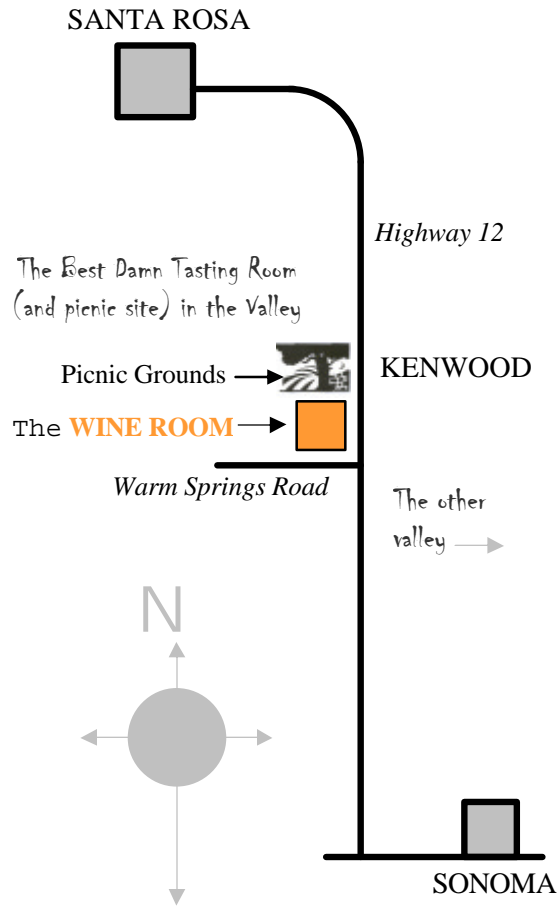 SANTA ROSA
Highway 12
The Best Damn Tasting Room
(and picnic site) in the Valley
Picnic Grounds
KENWOOD
The WINE ROOM
Warm Springs Road
The other
valley
N
SONOMA